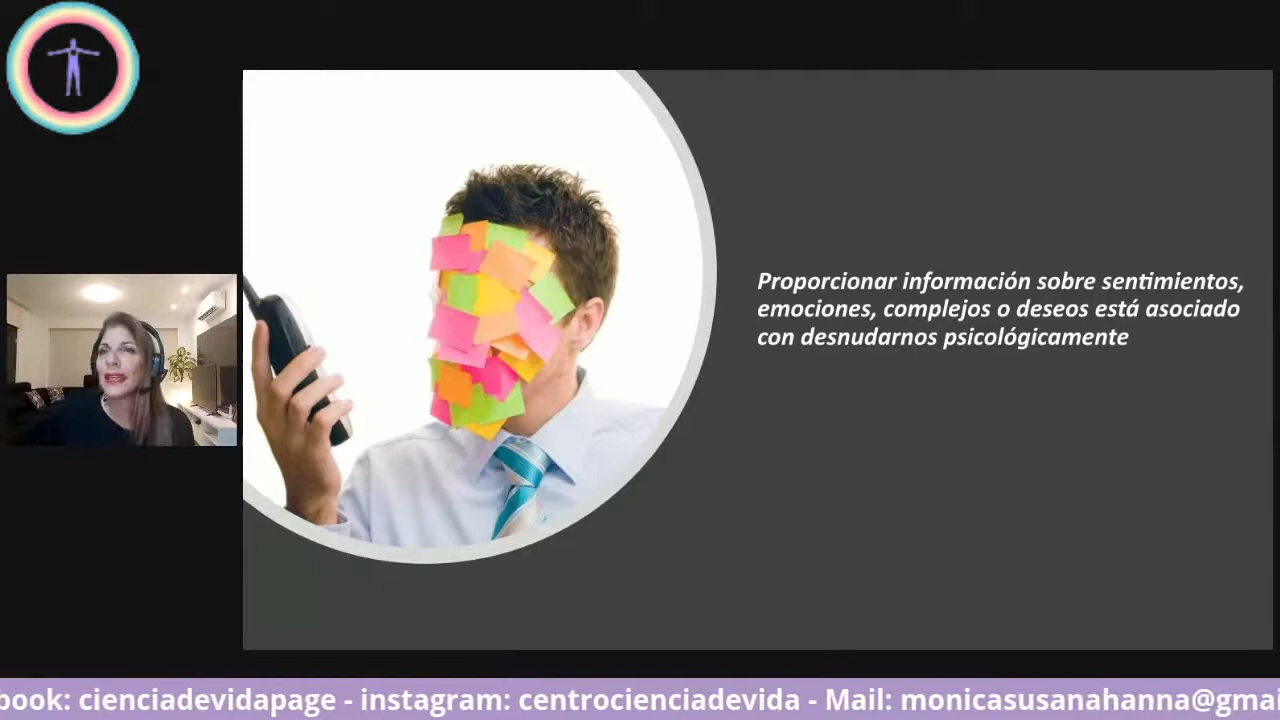 Proporcionar información sobre sentimientos,
emociones, complejos o deseos está asociado
con desnudarnos psicológicamente
book: cienciadevidapage - instagram: centrocienciadevida - Mail: monicasusanahanna@gmai